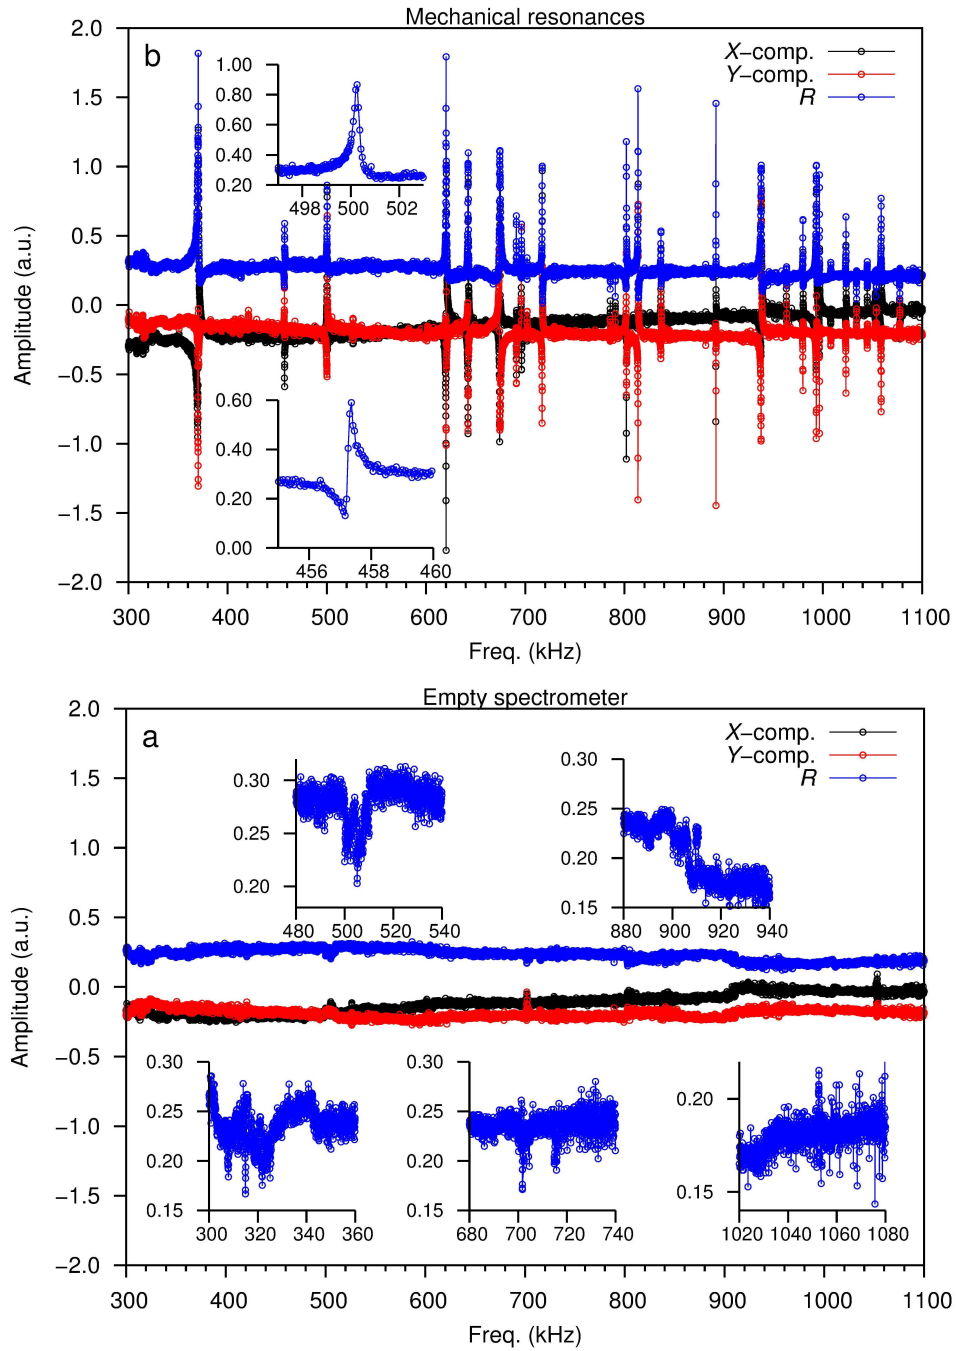 Mechanical resonances
b
X−comp.
Y−comp.
R
Amplitude (a.u.)
2.0
1.5
1.0
0.5
0.0
−0.5
−1.0
−1.5
−2.0
1.00
0.80
0.60
0.40
0.20
498 500 502
0.60
0.40
0.20
0.00
456 458 460
300 400 500 600 700 800 900 1000 1100
Freq. (kHz)
Empty spectrometer
a
X−comp.
Y−comp.
R
Amplitude (a.u.)
2.0
1.5
1.0
0.5
0.0
−0.5
−1.0
−1.5
−2.0
0.30
0.25
0.20
480 500 520 540
0.30
0.25
0.20
0.15
880 900 920 940
0.30
0.25
0.20
0.15
300 320 340 360
0.30
0.25
0.20
0.15
680 700 720 740
0.20
0.15
1020 1040 1060 1080
300 400 500 600 700 800 900 1000 1100
Freq. (kHz)